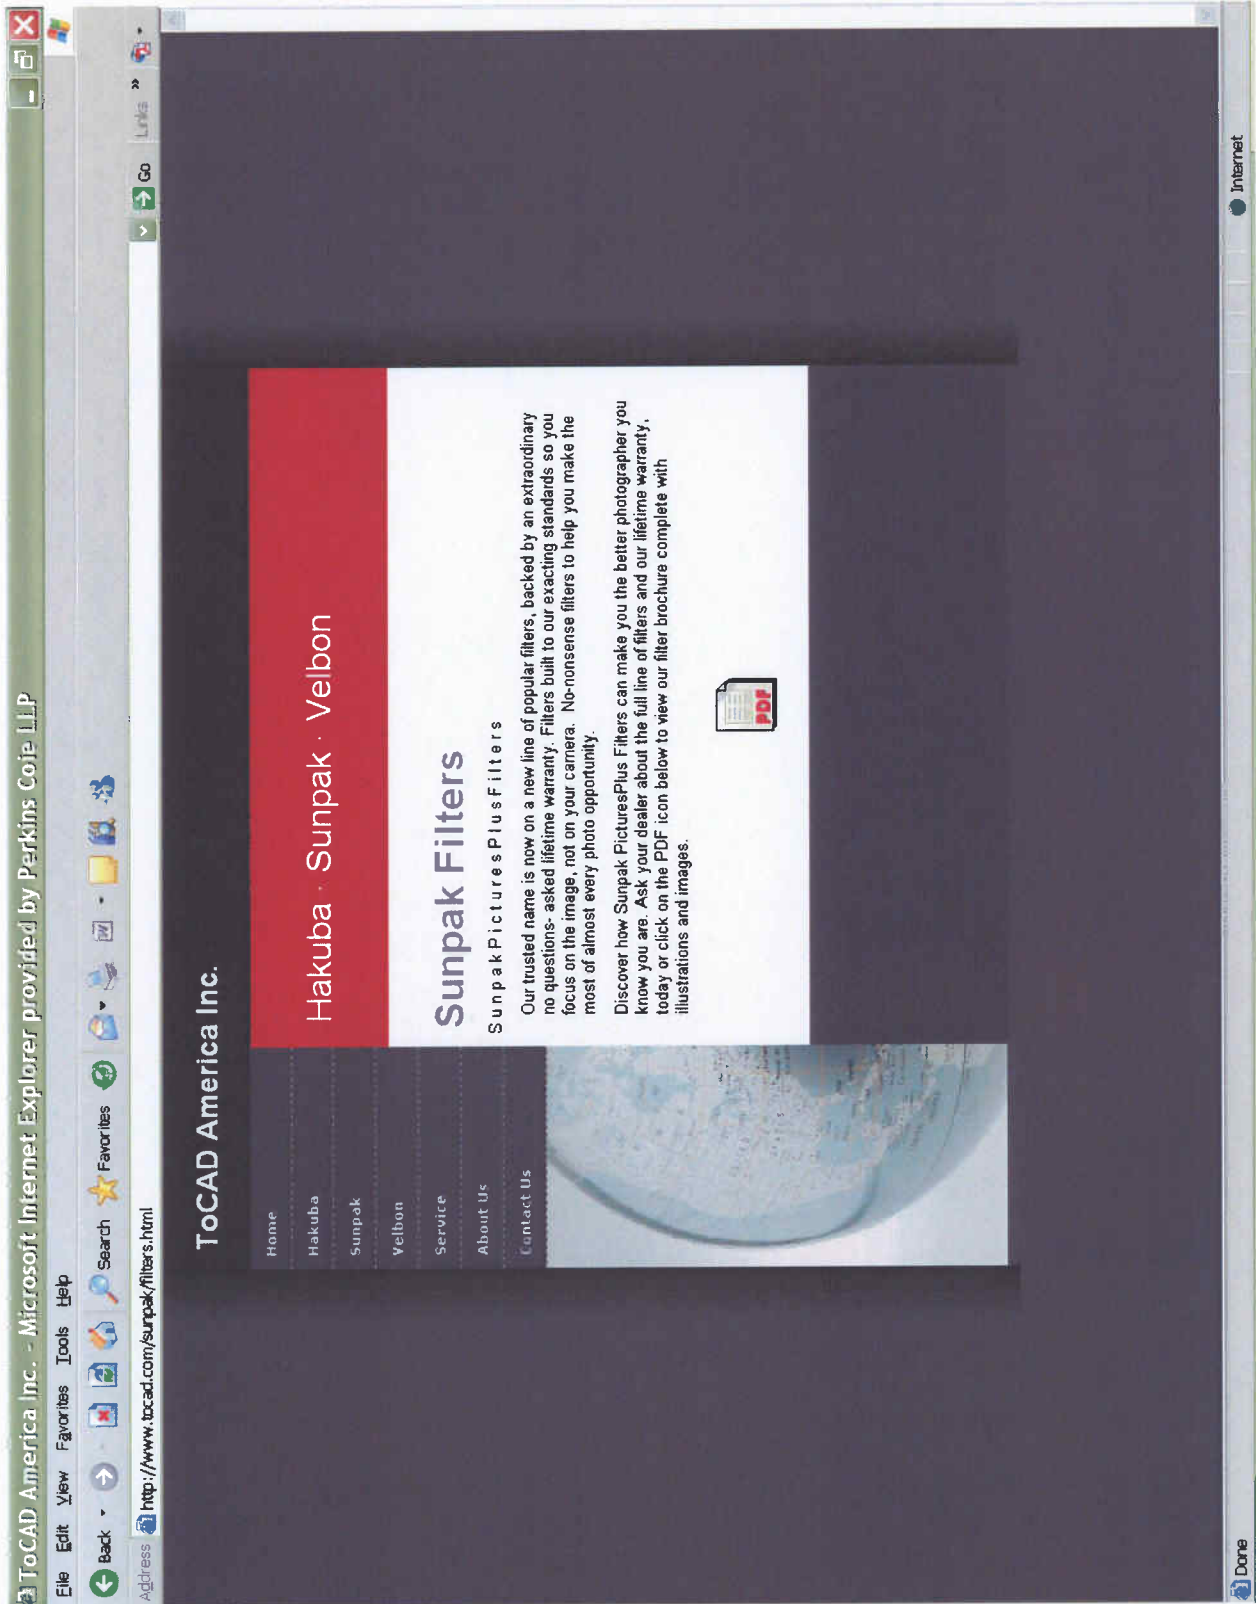 ToCAD America Inc. - Microsoft Internet Explorer provided by Perkins Coie LLP
File Edit View Favorites Tools Help
Back Search Favorites
Address http://www.tocad.com/sunpak/filters.html Go Links »
ToCAD America Inc.
Home
Hakuba
Sunpak
Velbon
Service
About Us
Contact Us
Hakuba · Sunpak · Velbon
Sunpak Filters
SunpakPicturesPlusFilters
Our trusted name is now on a new line of popular filters, backed by an extraordinary
no questions- asked lifetime warranty. Filters built to our exacting standards so you
focus on the image, not on your camera. No-nonsense filters to help you make the
most of almost every photo opportunity.
Discover how Sunpak PicturesPlus Filters can make you the better photographer you
know you are. Ask your dealer about the full line of filters and our lifetime warranty,
today or click on the PDF icon below to view our filter brochure complete with
illustrations and images.
PDF
Done
Internet